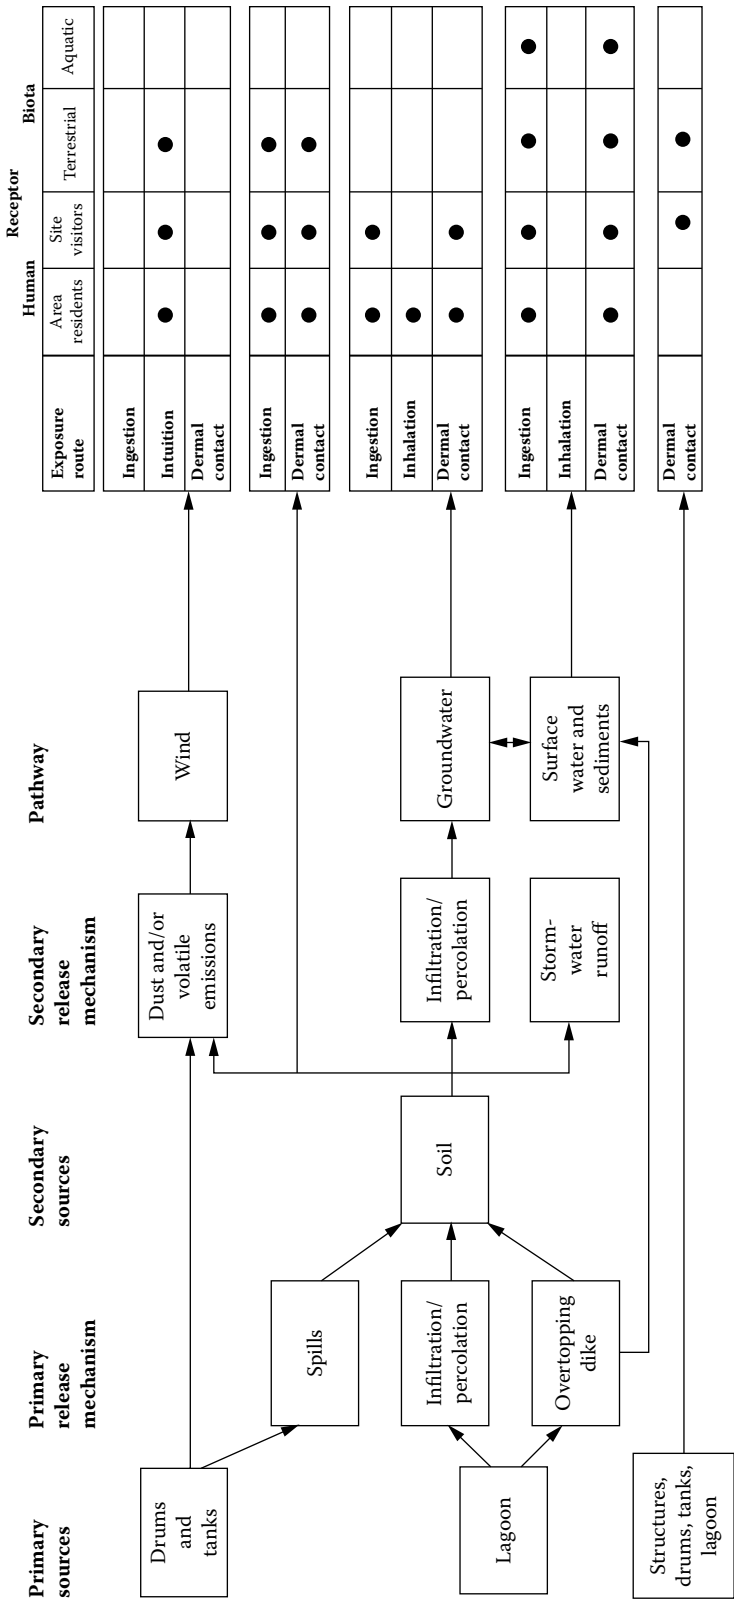 Primary
sources
Primary
release
mechanism
Secondary
sources
Secondary
release
mechanism
Pathway
Receptor
Human
Biota
Exposure
route
Area
residents
Site
visitors
Terrestrial
Aquatic
Drums
and
tanks
Dust and/or
volatile
emissions
Wind
Ingestion
Intuition
Dermal
contact
Spills
Ingestion
Dermal
contact
Lagoon
Infiltration/
percolation
Soil
Infiltration/
percolation
Groundwater
Ingestion
Inhalation
Dermal
contact
Overtopping
dike
Storm-
water
runoff
Surface
water and
sediments
Ingestion
Inhalation
Dermal
contact
Structures,
drums, tanks,
lagoon
Dermal
contact